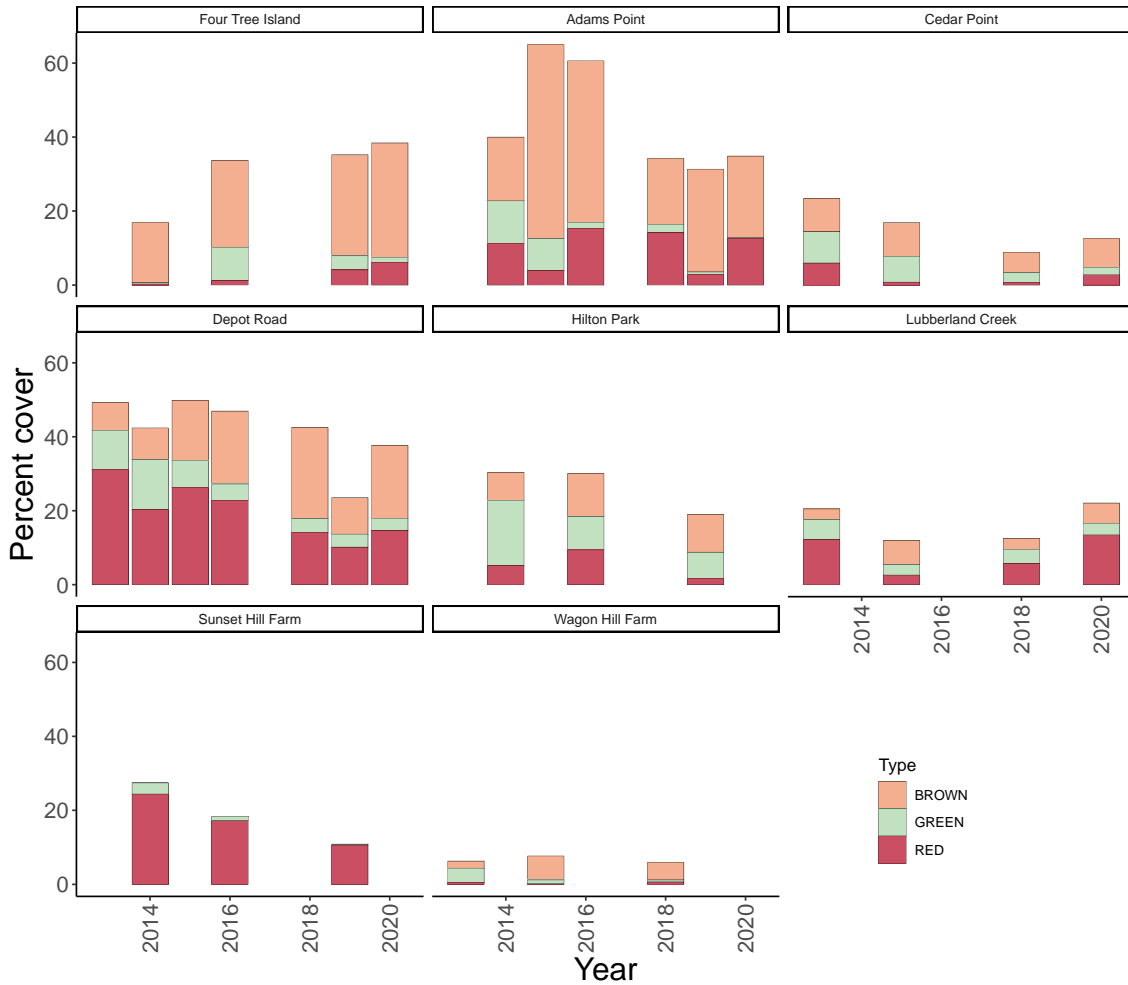 Four Tree Island
Adams Point
Cedar Point
60
40
20
0
Depot Road
Hilton Park
Lubberland Creek
60
40
20
0
2014
2016
2018
2020
Sunset Hill Farm
Wagon Hill Farm
60
40
20
0
2014
2016
2018
2020
2014
2016
2018
2020
Percent cover
Year
Type
BROWN
GREEN
RED